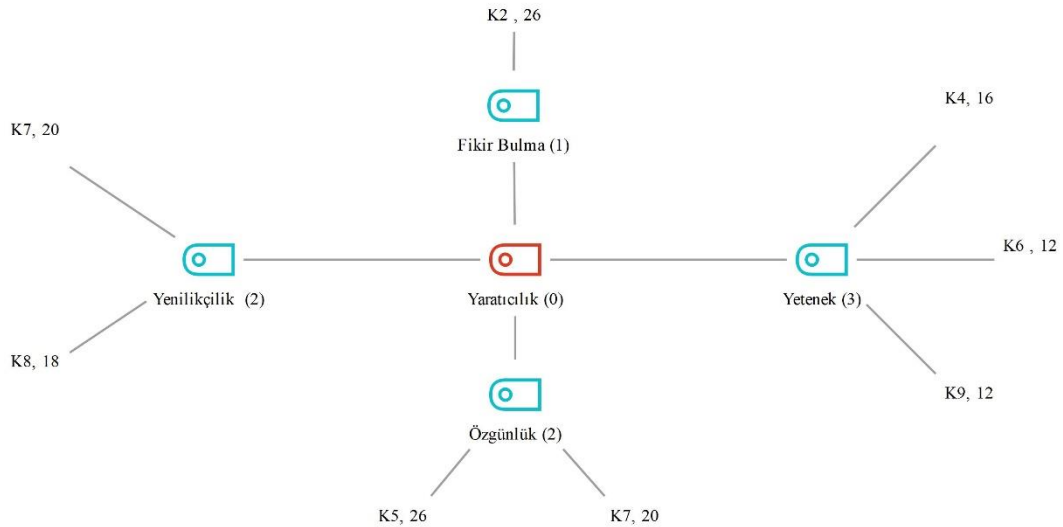 K2 , 26
K4, 16
K7, 20
Fikir Bulma (1)
K6 , 12
Yenilikçilik  (2)
Yaratıcılık (0)
Yetenek (3)
K8, 18
K9, 12
Özgünlük (2)
K5, 26
K7, 20